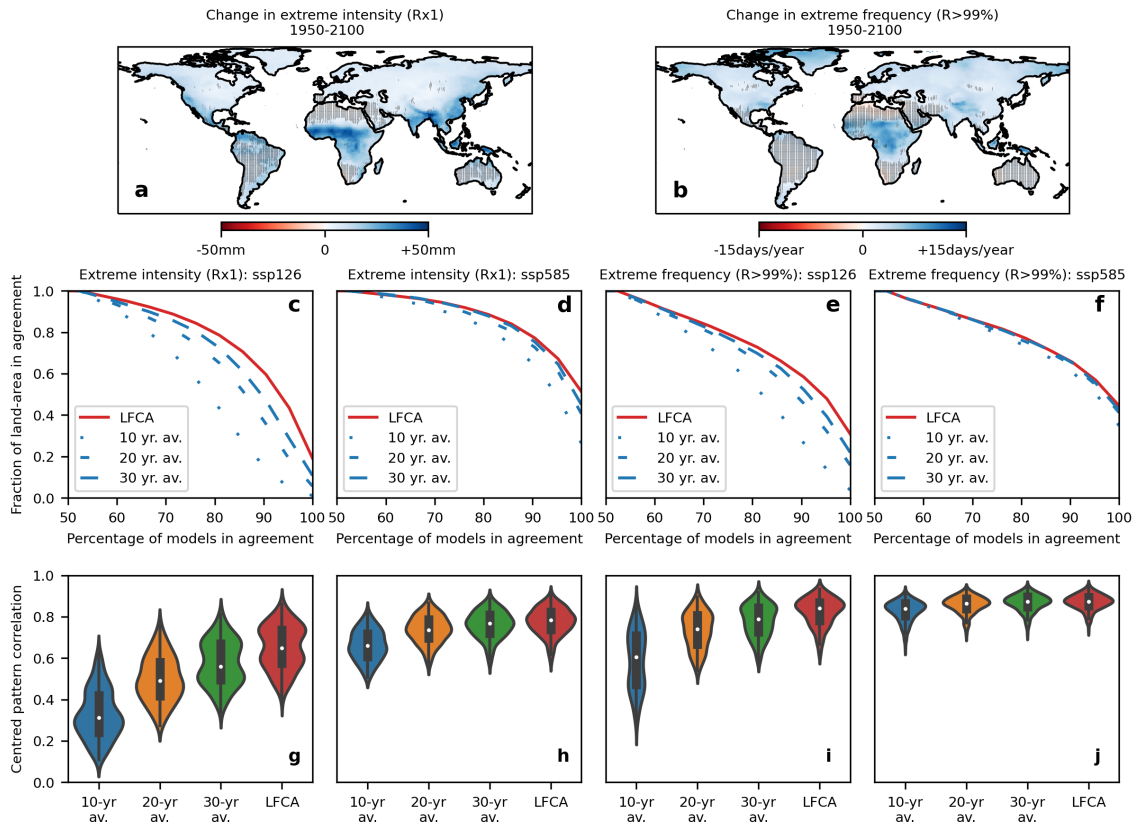 Change in extreme intensity (Rx1)
1950-2100
Change in extreme frequency (R>99%)
1950-2100
a
b
-50mm 0 +50mm
-15days/year 0 +15days/year
Extreme intensity (Rx1): ssp126
Extreme intensity (Rx1): ssp585
Extreme frequency (R>99%): ssp126
Extreme frequency (R>99%): ssp585
Fraction of land-area in agreement
1.0
0.8
0.6
0.4
0.2
0.0
c
LFCA
10 yr. av.
20 yr. av.
30 yr. av.
50 60 70 80 90 100
Percentage of models in agreement
d
LFCA
10 yr. av.
20 yr. av.
30 yr. av.
50 60 70 80 90 100
Percentage of models in agreement
e
LFCA
10 yr. av.
20 yr. av.
30 yr. av.
50 60 70 80 90 100
Percentage of models in agreement
f
LFCA
10 yr. av.
20 yr. av.
30 yr. av.
50 60 70 80 90 100
Percentage of models in agreement
Centred pattern correlation
1.0
0.8
0.6
0.4
0.2
0.0
g
10-yr av.
20-yr av.
30-yr av.
LFCA
h
10-yr av.
20-yr av.
30-yr av.
LFCA
i
10-yr av.
20-yr av.
30-yr av.
LFCA
j
10-yr av.
20-yr av.
30-yr av.
LFCA